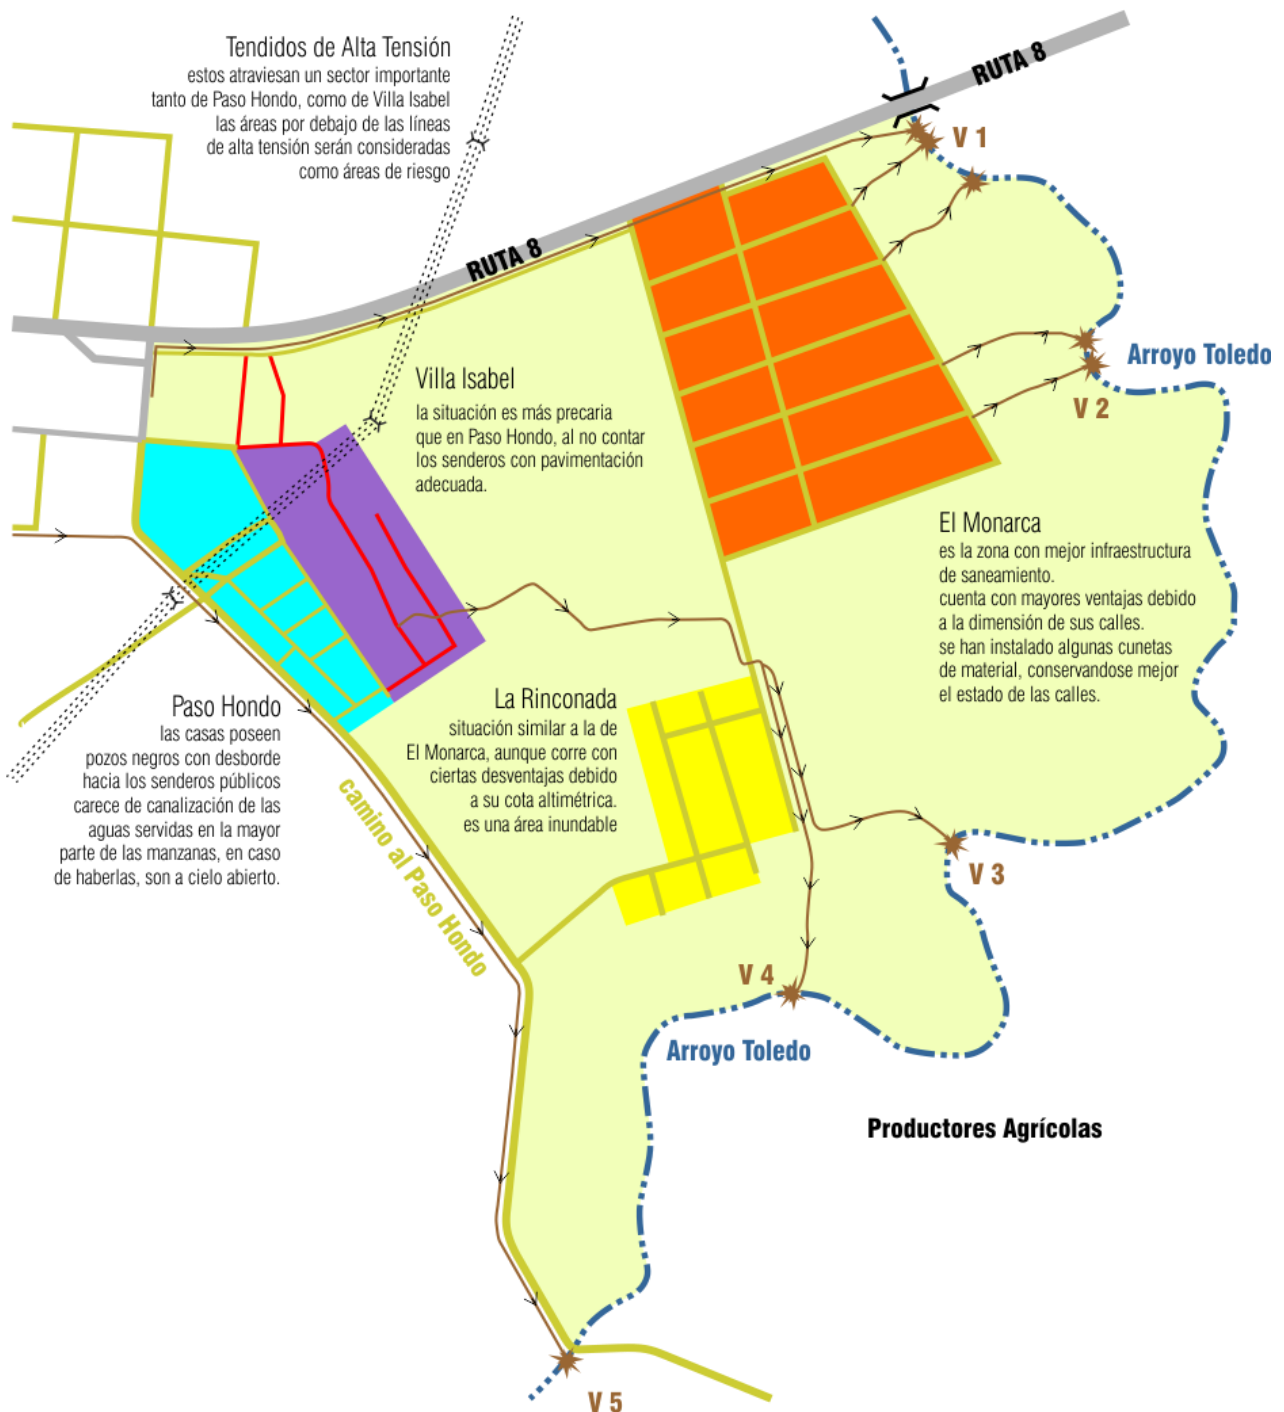 Tendidos de Alta Tensión
estos atraviesan un sector importante
tanto de Paso Hondo, como de Villa Isabel
las áreas por debajo de las líneas
de alta tensión serán consideradas
como áreas de riesgo
RUTA 8
V 1
RUTA 8
Arroyo Toledo
V 2
Villa Isabel
la situación es más precaria
que en Paso Hondo, al no contar
los senderos con pavimentación
adecuada.
El Monarca
es la zona con mejor infraestructura
de saneamiento.
cuenta con mayores ventajas debido
a la dimensión de sus calles.
se han instalado algunas cunetas
de material, conservandose mejor
el estado de las calles.
Paso Hondo
las casas poseen
pozos negros con desborde
hacia los senderos públicos
carece de canalización de las
aguas servidas en la mayor
parte de las manzanas, en caso
de haberlas, son a cielo abierto.
La Rinconada
situación similar a la de
El Monarca, aunque corre con
ciertas desventajas debido
a su cota altimétrica.
es una área inundable
camino al Paso Hondo
V 3
V 4
Arroyo Toledo
Productores Agrícolas
V 5